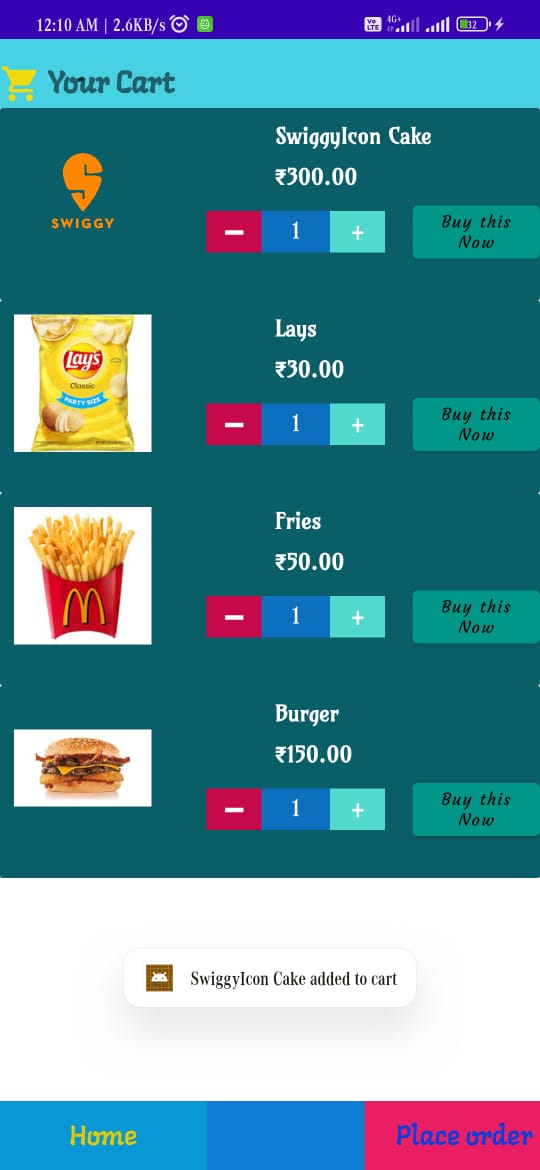 12:10 AM | 2.6KB/s
Vo LTE 4G+ 32
Your Cart
SwiggyIcon Cake
₹300.00
SWIGGY
- 1 +
Buy this
Now
Lays
₹30.00
Lay's
Classic
PARTY SIZE
- 1 +
Buy this
Now
Fries
₹50.00
- 1 +
Buy this
Now
Burger
₹150.00
- 1 +
Buy this
Now
SwiggyIcon Cake added to cart
Home
Place order